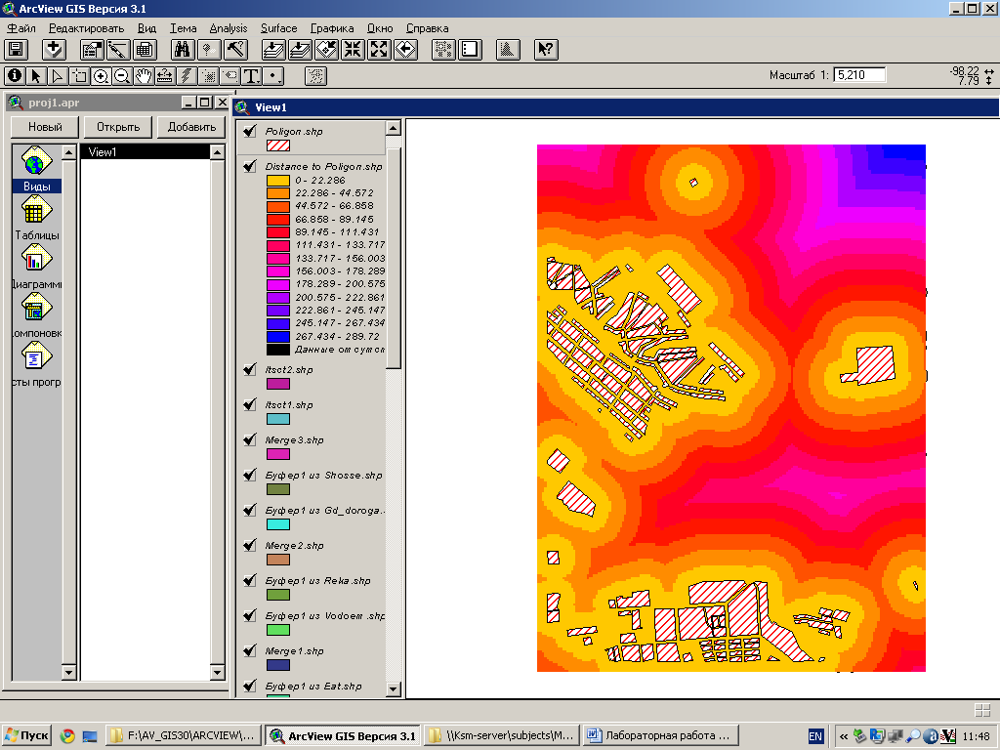 ArcView GIS Версия 3.1
Файл Редактировать Вид Тема Analysis Surface Графика Окно Справка
Масштаб 1: 5,210
-98.22
7.79
proj1.apr
Новый Открыть Добавить
View1
Виды
Таблицы
Диаграмми
омпоновк
сты прогр
View1
Poligon.shp
Distance to Poligon.shp
0 - 22.286
22.286 - 44.572
44.572 - 66.858
66.858 - 89.145
89.145 - 111.431
111.431 - 133.717
133.717 - 156.003
156.003 - 178.289
178.289 - 200.575
200.575 - 222.861
222.861 - 245.147
245.147 - 267.434
267.434 - 289.72
Данные отсутст
Itsct2.shp
Itsct1.shp
Merge3.shp
Буфер1 из Shosse.shp
Буфер1 из Gd_doroga.
Merge2.shp
Буфер1 из Reka.shp
Буфер1 из Vodoem.shp
Merge1.shp
Буфер1 из Eat.shp
Пуск F:\AV_GIS30\ARCVIEW\... ArcView GIS Версия 3.1 \\Ksm-server\subjects\M... Лабораторная работа ... EN « 11:48